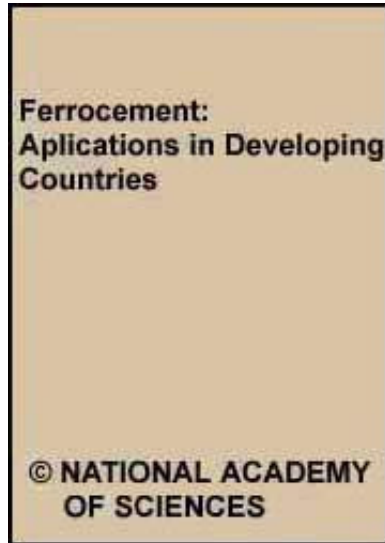 Ferrocement:
Aplications in Developing
Countries
© NATIONAL ACADEMY
OF SCIENCES